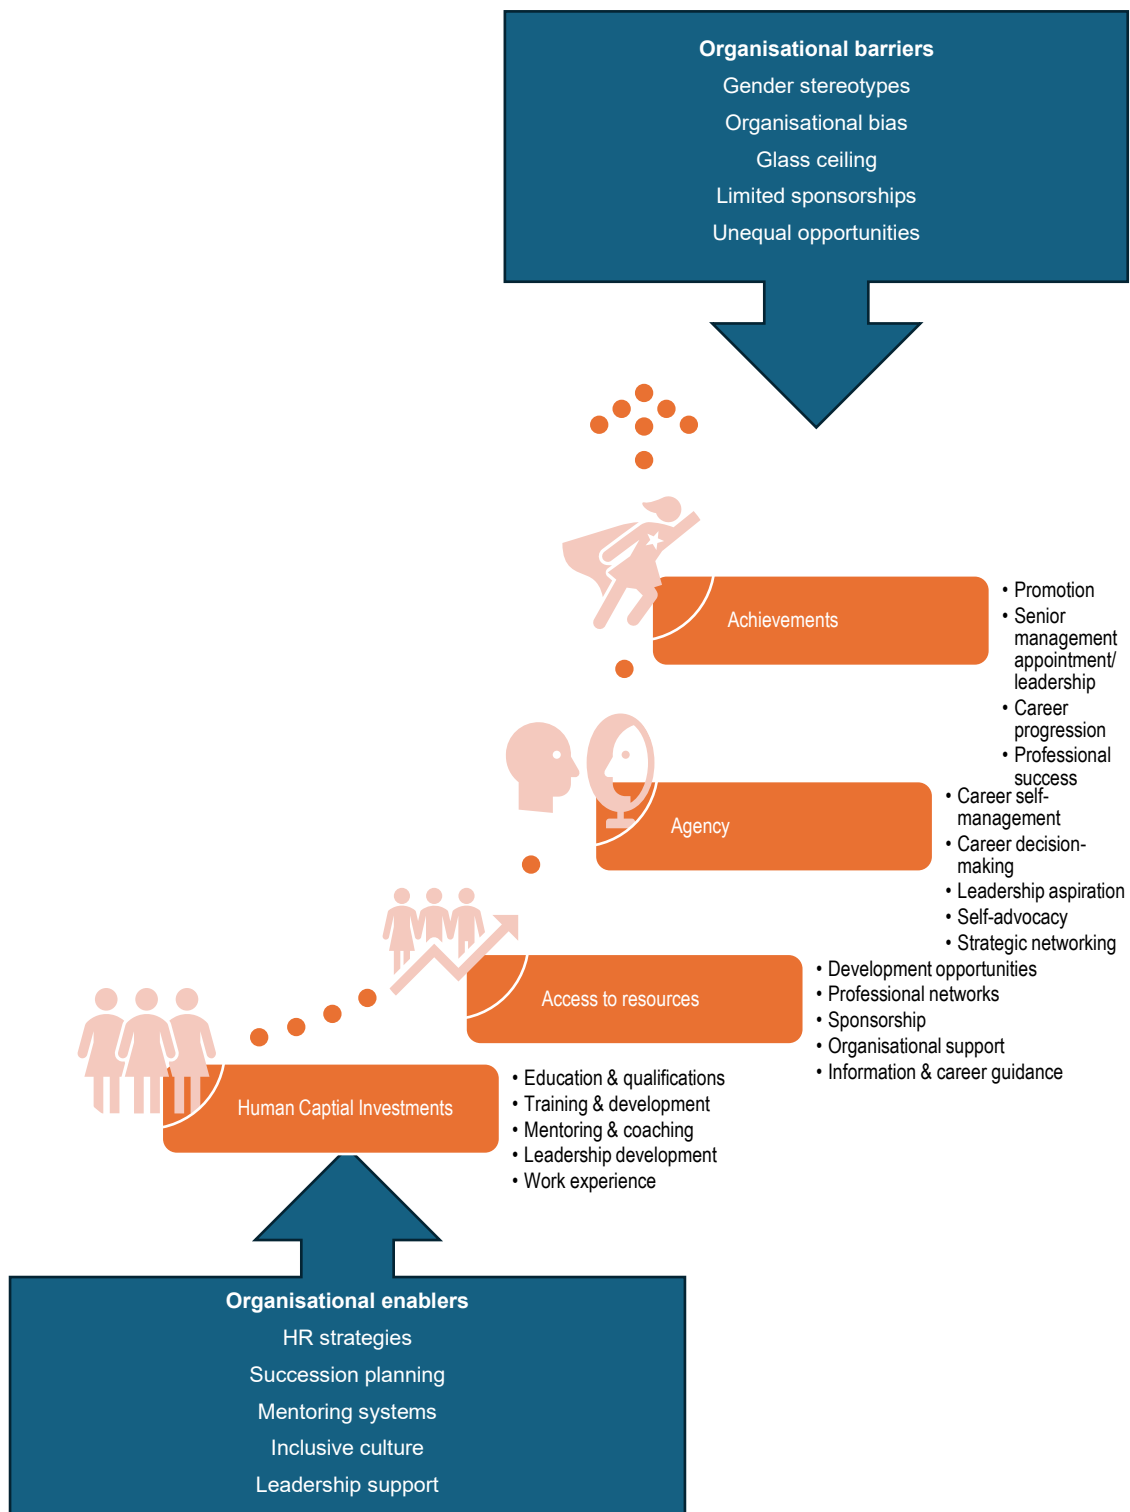 Organisational barriers
Gender stereotypes
Organisational bias
Glass ceiling
Limited sponsorships
Unequal opportunities
Achievements
• Promotion
• Senior
management
appointment/
leadership
• Career
progression
• Professional
success
Agency
• Career self-
management
• Career decision-
making
• Leadership aspiration
• Self-advocacy
• Strategic networking
Access to resources
• Development opportunities
• Professional networks
• Sponsorship
• Organisational support
• Information & career guidance
Human Captial Investments
• Education & qualifications
• Training & development
• Mentoring & coaching
• Leadership development
• Work experience
Organisational enablers
HR strategies
Succession planning
Mentoring systems
Inclusive culture
Leadership support